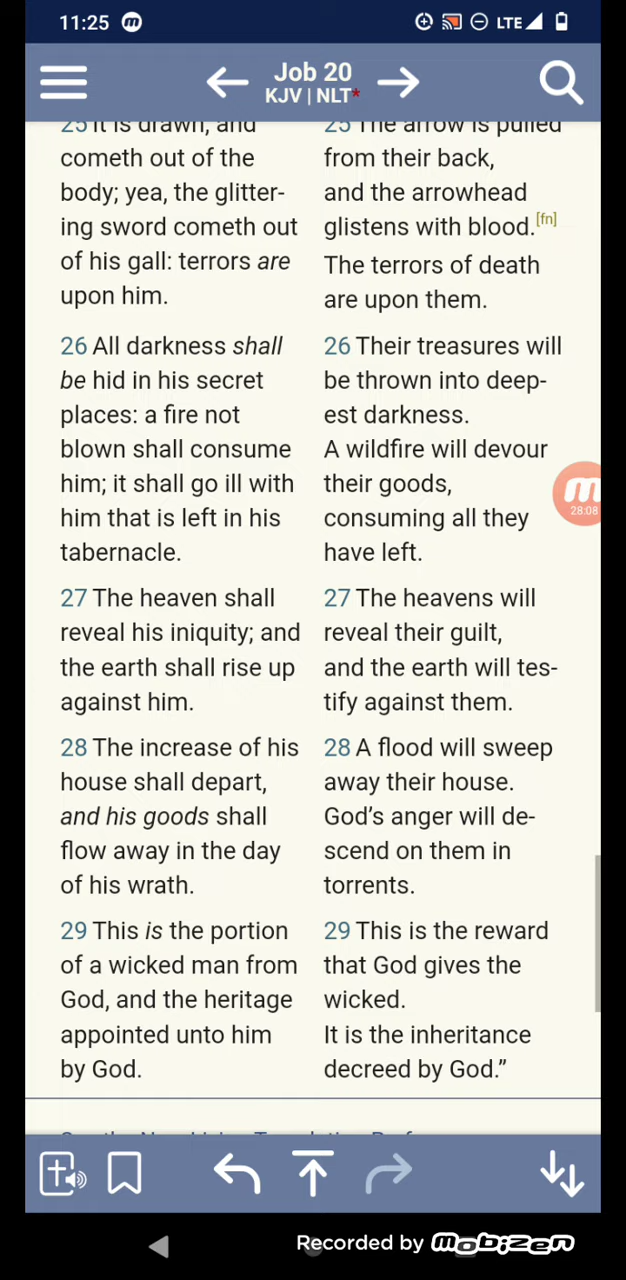 11:25
LTE
Job 20
KJV | NLT*
25 It is drawn, and
cometh out of the
body; yea, the glitter-
ing sword cometh out
of his gall: terrors are
upon him.
26 All darkness shall
be hid in his secret
places: a fire not
blown shall consume
him; it shall go ill with
him that is left in his
tabernacle.
27 The heaven shall
reveal his iniquity; and
the earth shall rise up
against him.
28 The increase of his
house shall depart,
and his goods shall
flow away in the day
of his wrath.
29 This is the portion
of a wicked man from
God, and the heritage
appointed unto him
by God.
25 The arrow is pulled
from their back,
and the arrowhead
glistens with blood.[fn]
The terrors of death
are upon them.
26 Their treasures will
be thrown into deep-
est darkness.
A wildfire will devour
their goods,
consuming all they
have left.
27 The heavens will
reveal their guilt,
and the earth will tes-
tify against them.
28 A flood will sweep
away their house.
God’s anger will de-
scend on them in
torrents.
29 This is the reward
that God gives the
wicked.
It is the inheritance
decreed by God.”
28:08
Recorded by mobizen